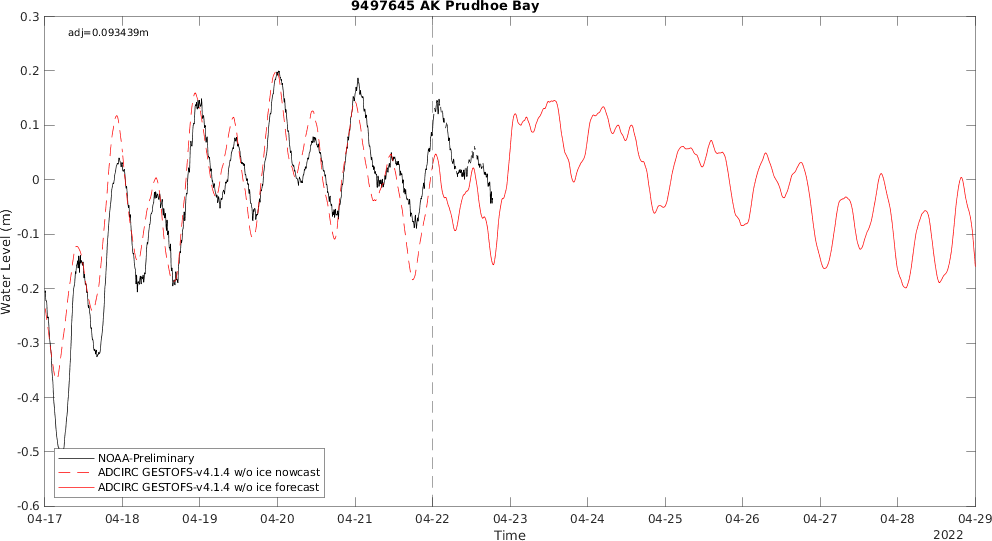 9497645 AK Prudhoe Bay
adj=0.093439m
0.3
0.2
0.1
0
-0.1
-0.2
-0.3
-0.4
-0.5
-0.6
Water Level (m)
NOAA-Preliminary
ADCIRC GESTOFS-v4.1.4 w/o ice nowcast
ADCIRC GESTOFS-v4.1.4 w/o ice forecast
04-17 04-18 04-19 04-20 04-21 04-22 04-23 04-24 04-25 04-26 04-27 04-28 04-29
Time
2022